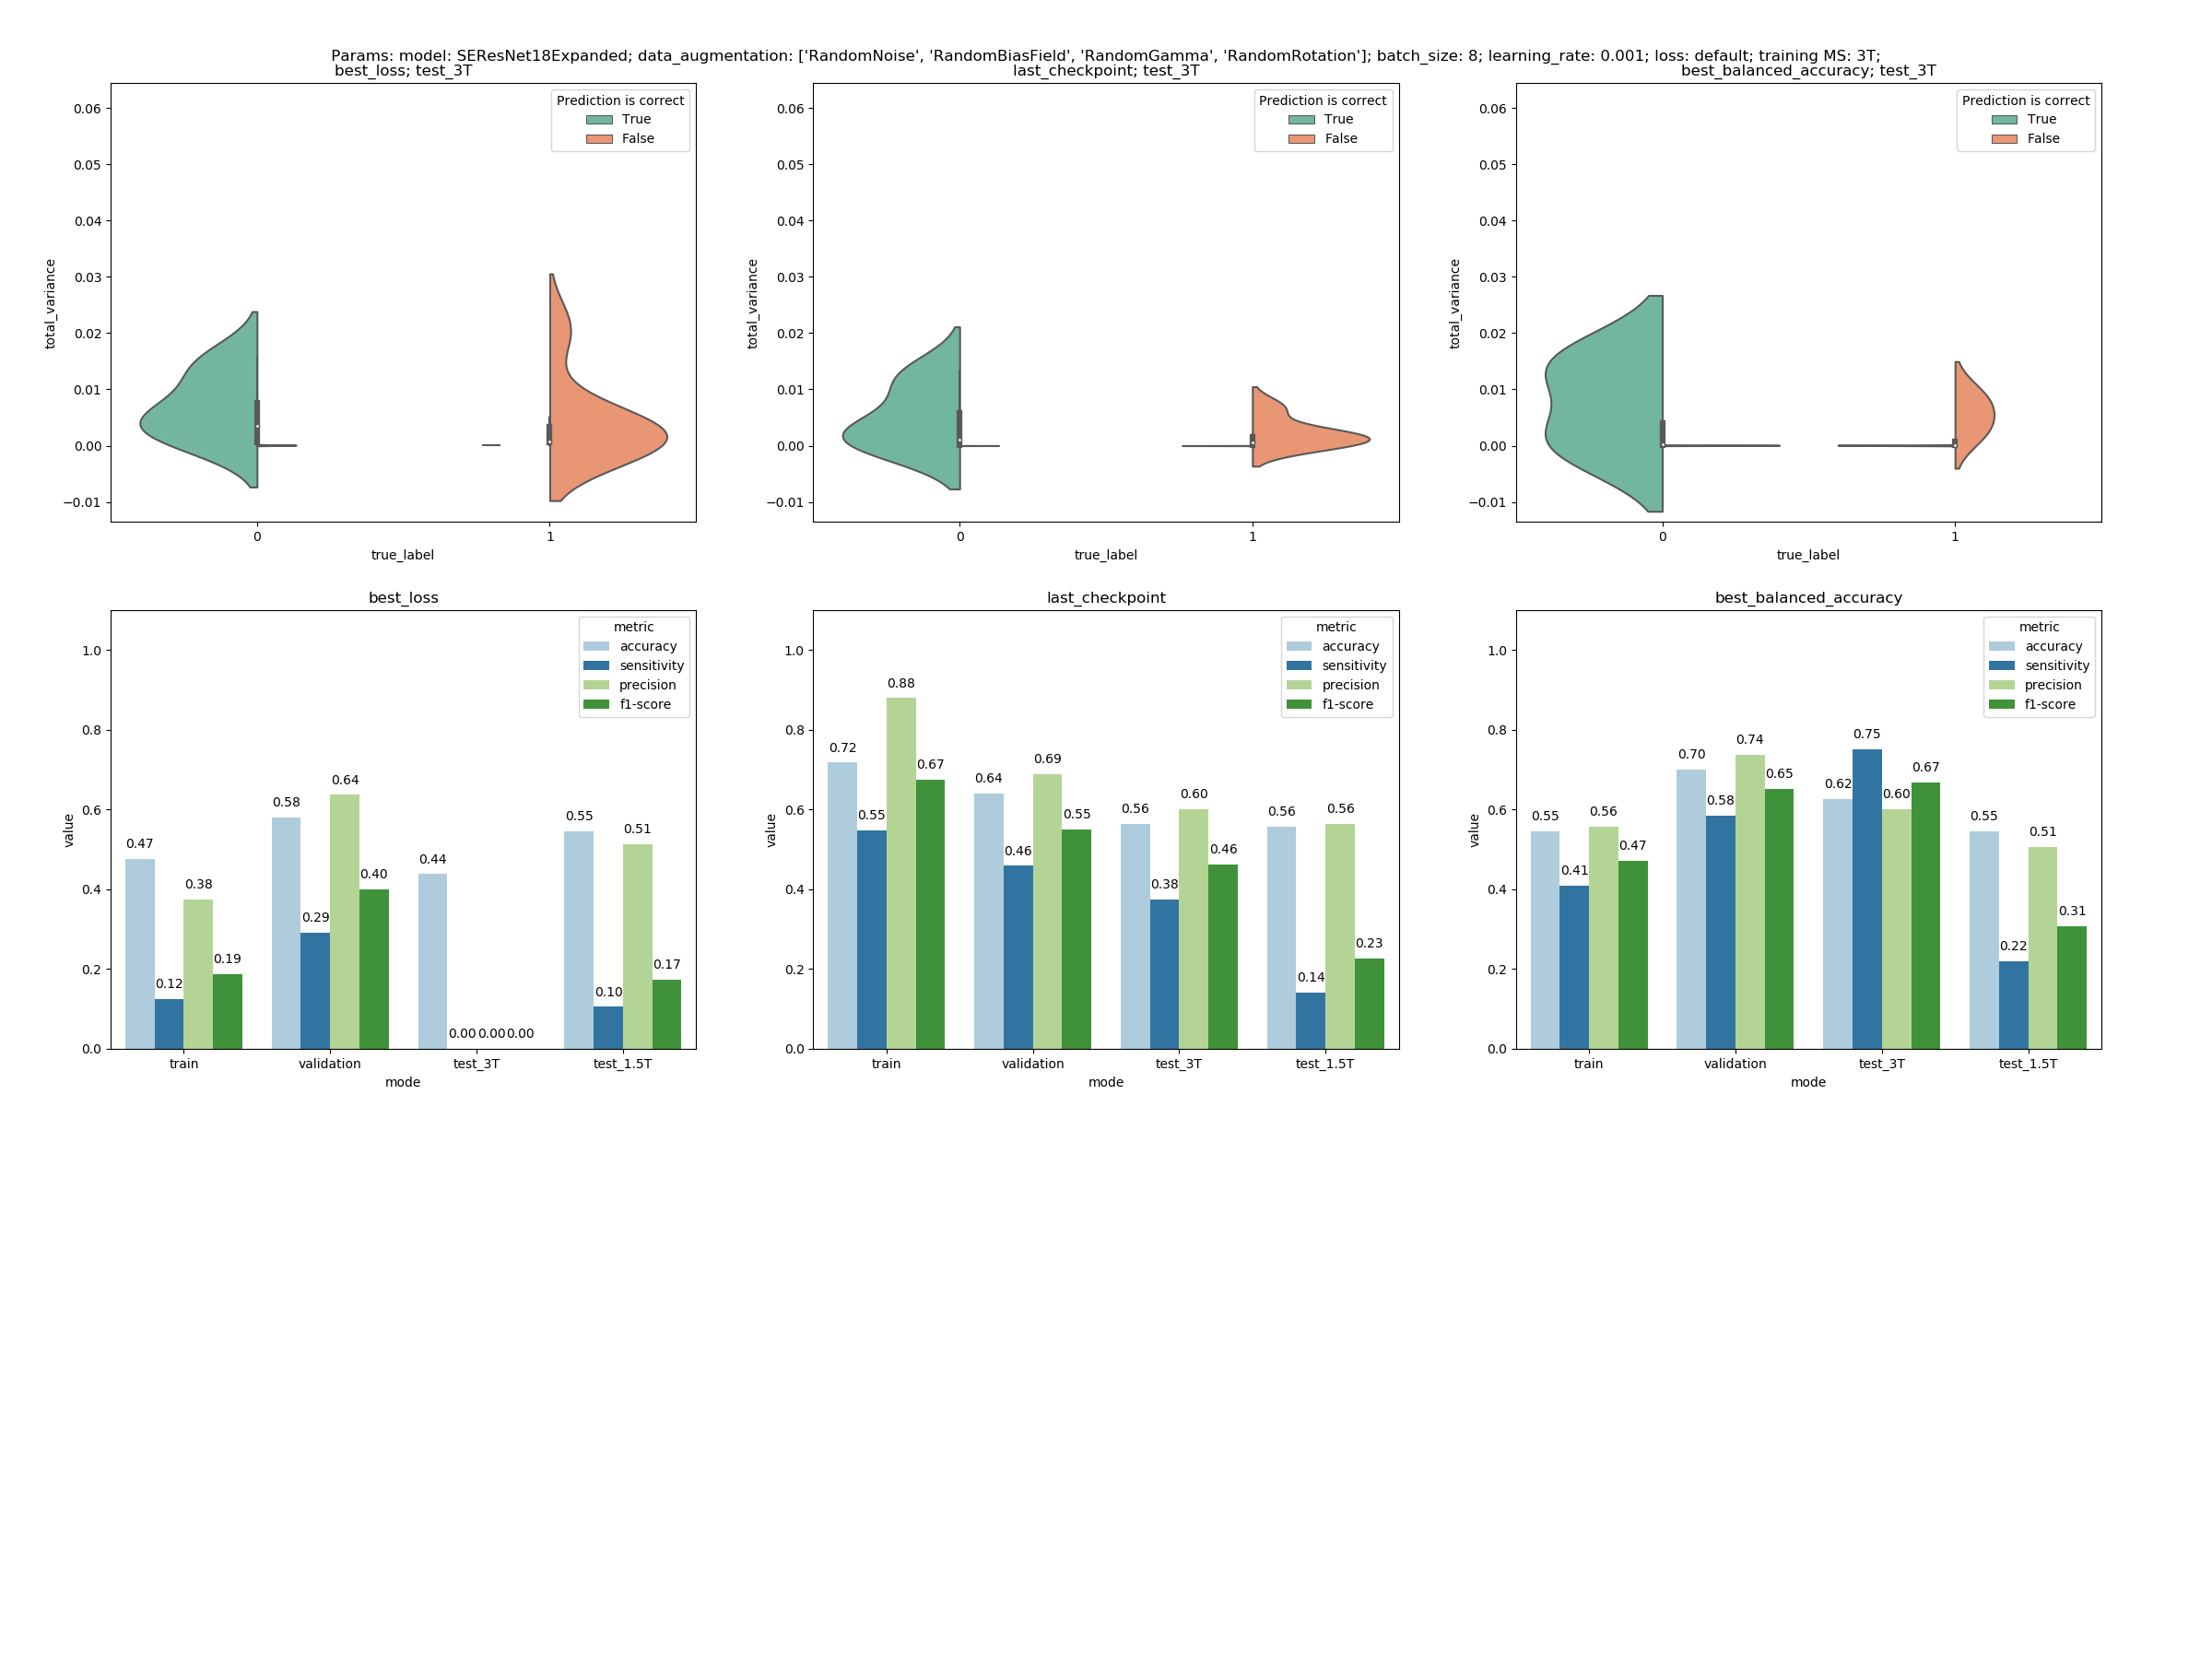 Params: model: SEResNet18Expanded; data_augmentation: ['RandomNoise', 'RandomBiasField', 'RandomGamma', 'RandomRotation']; batch_size: 8; learning_rate: 0.001; loss: default; training MS: 3T;
best_loss; test_3T
Prediction is correct
True
False
0.06
0.05
0.04
0.03
0.02
0.01
0.00
−0.01
total_variance
0
1
true_label
last_checkpoint; test_3T
Prediction is correct
True
False
0.06
0.05
0.04
0.03
0.02
0.01
0.00
−0.01
total_variance
0
1
true_label
best_balanced_accuracy; test_3T
Prediction is correct
True
False
0.06
0.05
0.04
0.03
0.02
0.01
0.00
−0.01
total_variance
0
1
true_label
best_loss
metric
accuracy
sensitivity
precision
f1-score
1.0
0.8
0.6
0.4
0.2
0.0
value
0.47
0.12
0.38
0.19
0.58
0.29
0.64
0.40
0.44
0.00
0.00
0.00
0.55
0.10
0.51
0.17
train
validation
test_3T
test_1.5T
mode
last_checkpoint
metric
accuracy
sensitivity
precision
f1-score
1.0
0.8
0.6
0.4
0.2
0.0
value
0.72
0.55
0.88
0.67
0.64
0.46
0.69
0.55
0.56
0.38
0.60
0.46
0.56
0.14
0.56
0.23
train
validation
test_3T
test_1.5T
mode
best_balanced_accuracy
metric
accuracy
sensitivity
precision
f1-score
1.0
0.8
0.6
0.4
0.2
0.0
value
0.55
0.41
0.56
0.47
0.70
0.58
0.74
0.65
0.62
0.75
0.60
0.67
0.55
0.22
0.51
0.31
train
validation
test_3T
test_1.5T
mode